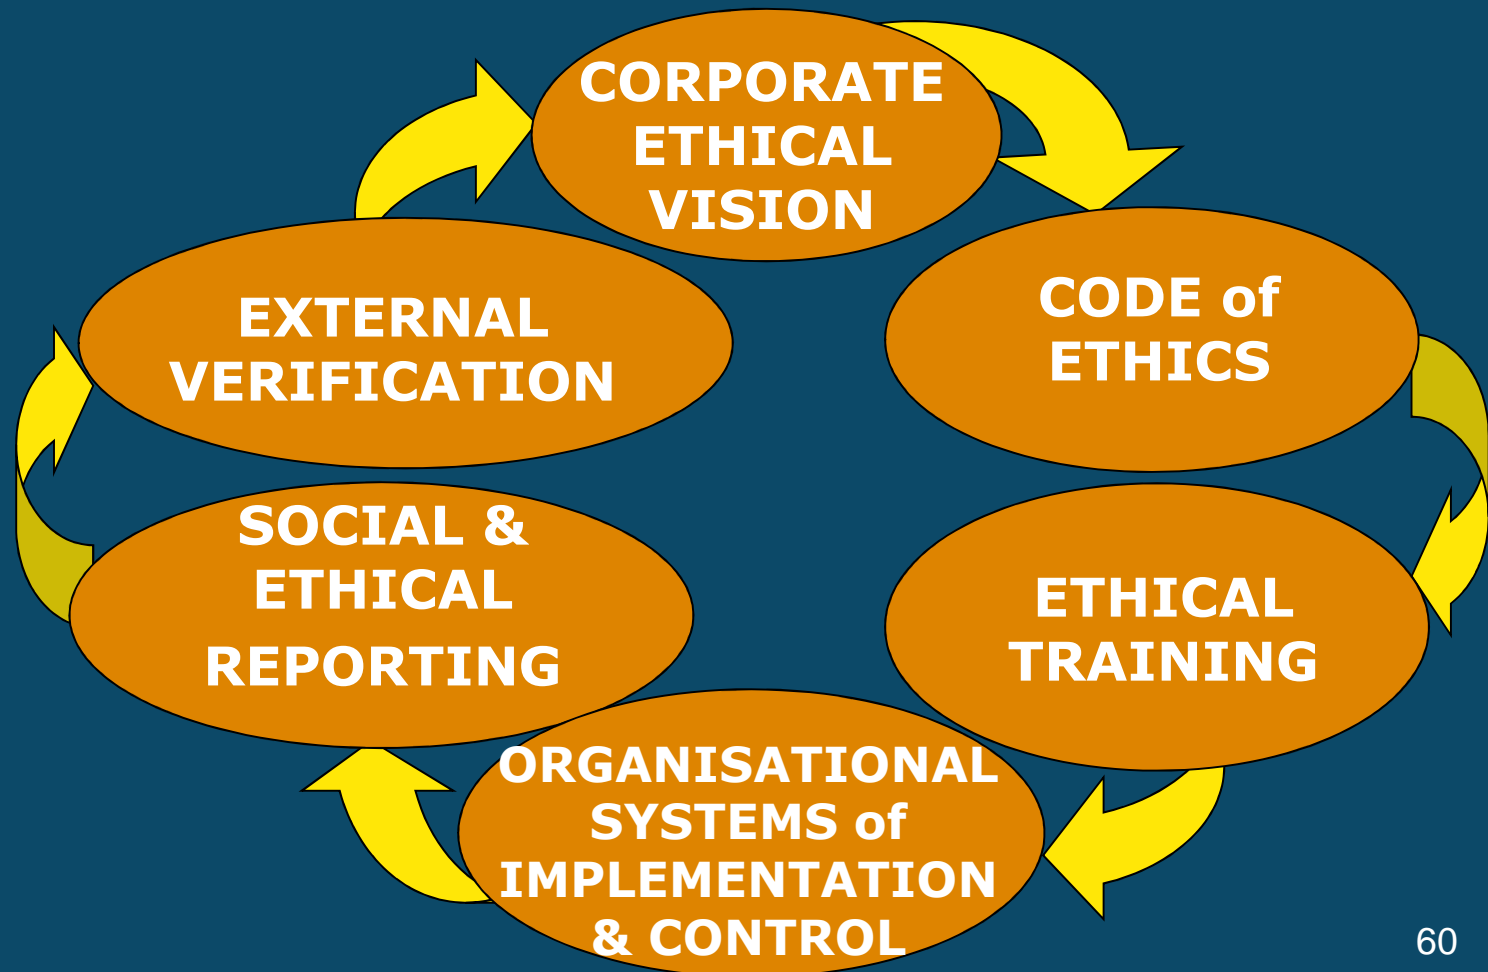 CORPORATE
ETHICAL
VISION
CODE of
ETHICS
ETHICAL
TRAINING
ORGANISATIONAL
SYSTEMS of
IMPLEMENTATION
& CONTROL
SOCIAL &
ETHICAL
REPORTING
EXTERNAL
VERIFICATION
60